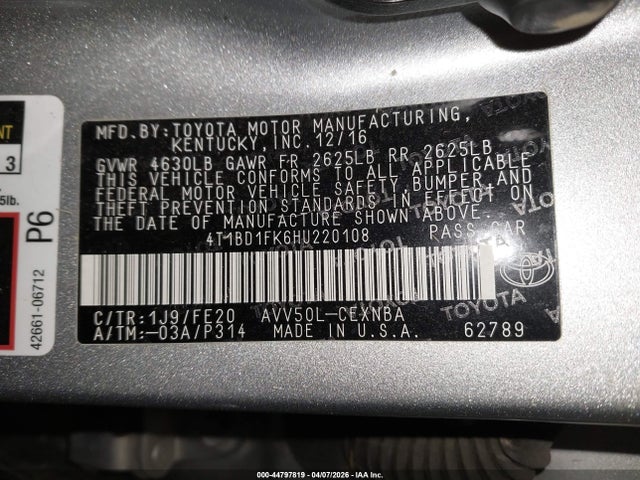 MFD.BY:TOYOTA MOTOR MANUFACTURING,
KENTUCKY,INC. 12/16
GVWR 4630LB GAWR FR 2625LB RR 2625LB
THIS VEHICLE CONFORMS TO ALL APPLICABLE
FEDERAL MOTOR VEHICLE SAFETY,BUMPER,AND
THEFT PREVENTION STANDARDS IN EFFECT ON
THE DATE OF MANUFACTURE SHOWN ABOVE.
4T1BD1FK6HU220108 PASS.CAR
C/TR:1J9/FE20 AVV50L-CEXNBA
A/TM:-03A/P314 MADE IN U.S.A. 62789
TOYOTA
3
5lb.
P6
42661-06712
000-44797819 - 04/07/2026 - IAA Inc.